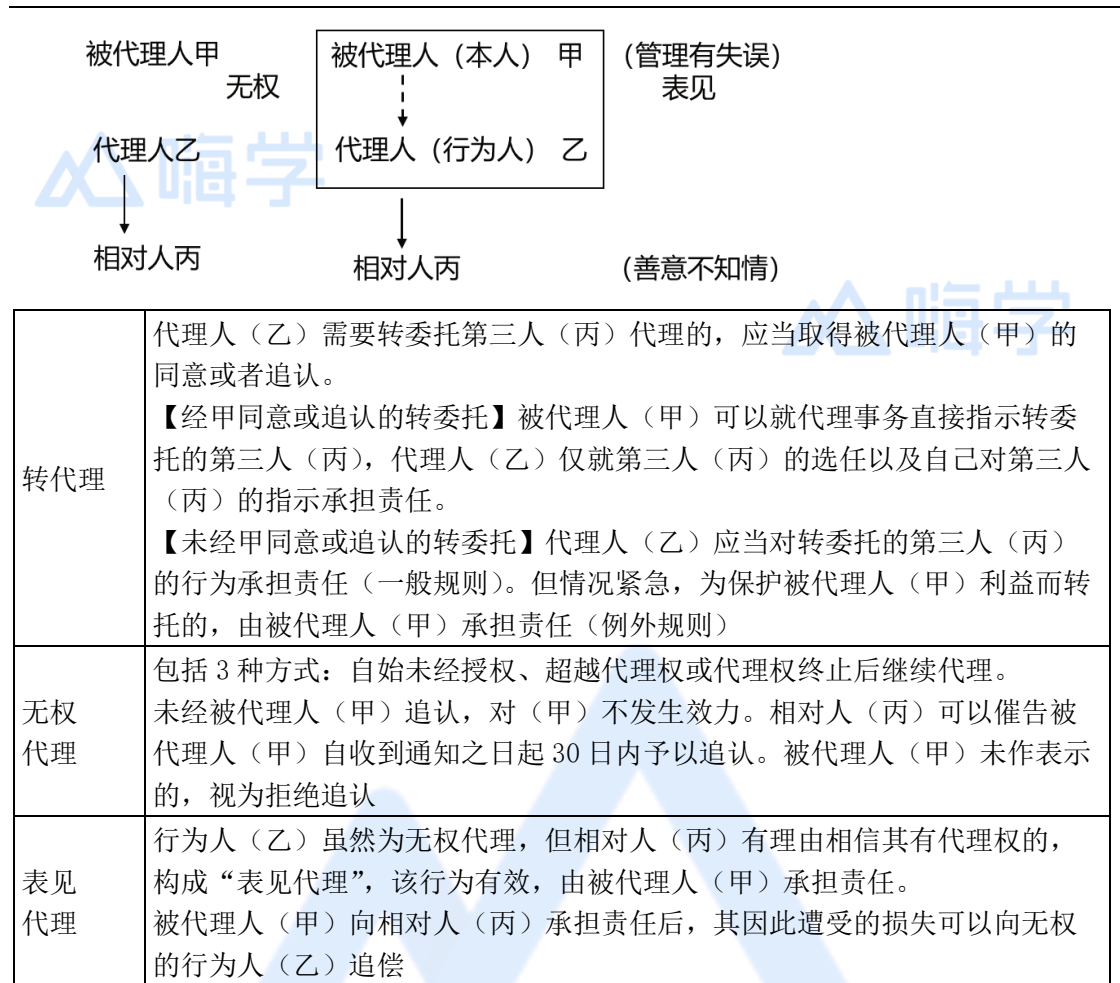 被代理人甲
无权
代理人乙
相对人丙
被代理人（本人） 甲
代理人（行为人） 乙
相对人丙
（管理有失误）
表见
（善意不知情）
嗨学
嗨学
转代理
代理人（乙）需要转委托第三人（丙）代理的，应当取得被代理人（甲）的
同意或者追认。
【经甲同意或追认的转委托】被代理人（甲）可以就代理事务直接指示转委
托的第三人（丙），代理人（乙）仅就第三人（丙）的选任以及自己对第三人
（丙）的指示承担责任。
【未经甲同意或追认的转委托】代理人（乙）应当对转委托的第三人（丙）
的行为承担责任（一般规则）。但情况紧急，为保护被代理人（甲）利益而转
托的，由被代理人（甲）承担责任（例外规则）
无权
代理
包括 3 种方式：自始未经授权、超越代理权或代理权终止后继续代理。
未经被代理人（甲）追认，对（甲）不发生效力。相对人（丙）可以催告被
代理人（甲）自收到通知之日起 30 日内予以追认。被代理人（甲）未作表示
的，视为拒绝追认
表见
代理
行为人（乙）虽然为无权代理，但相对人（丙）有理由相信其有代理权的，
构成“表见代理”，该行为有效，由被代理人（甲）承担责任。
被代理人（甲）向相对人（丙）承担责任后，其因此遭受的损失可以向无权
的行为人（乙）追偿